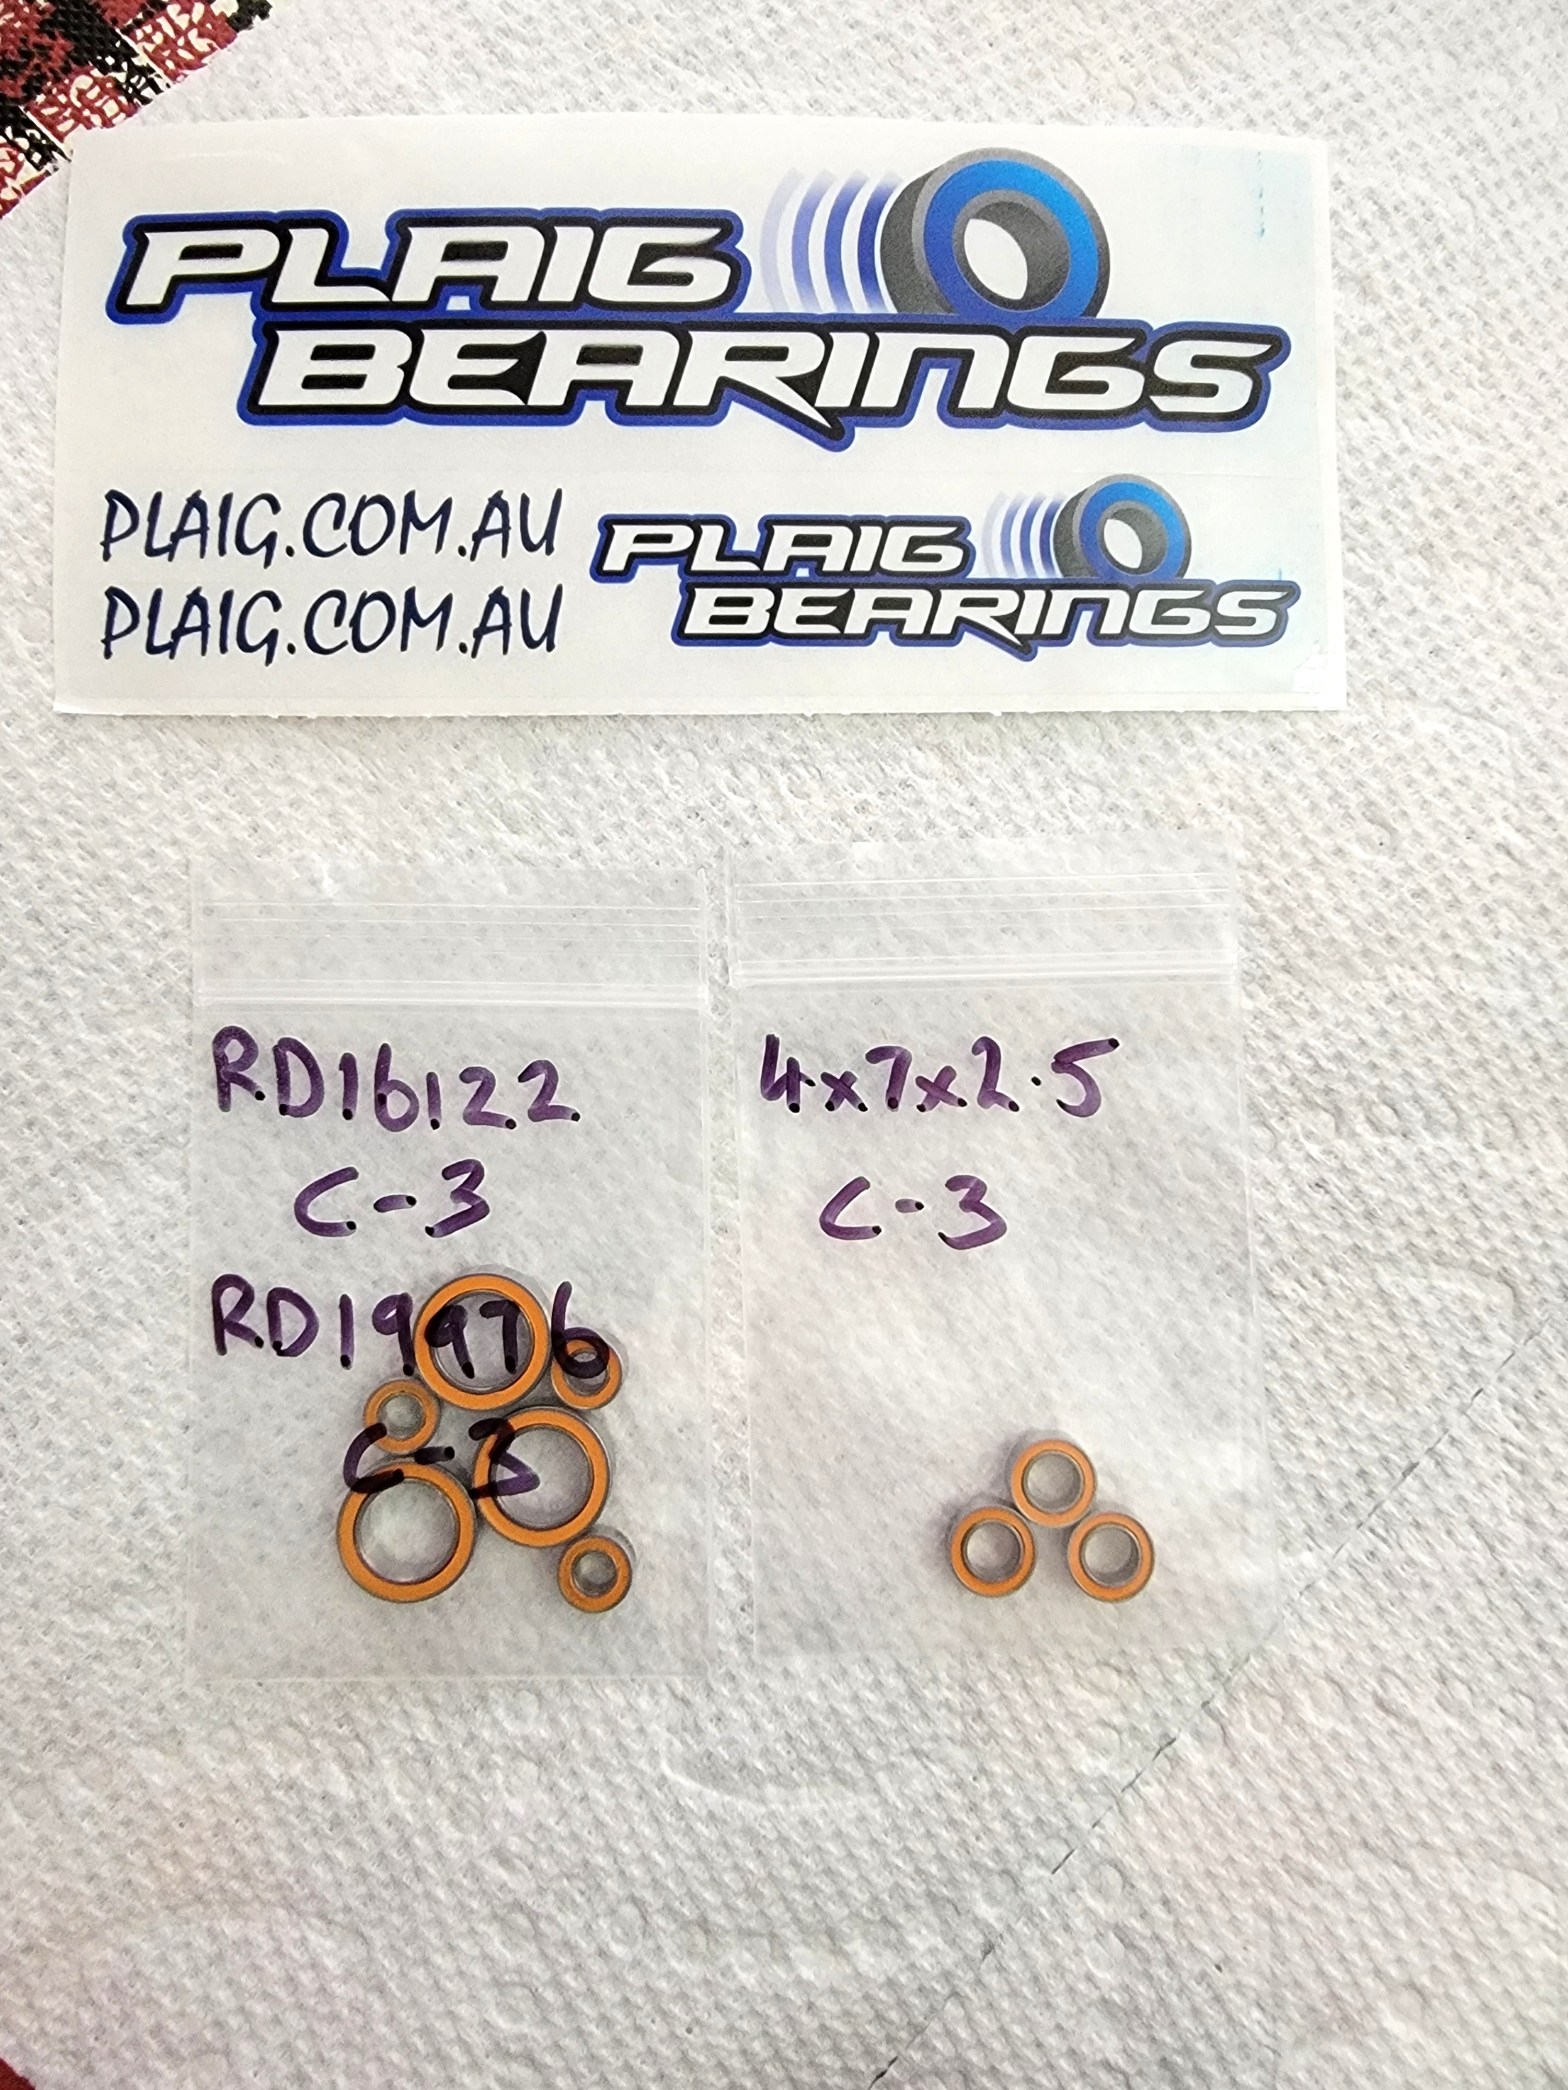 PLAIG
BEARINGS
PLAIG.COM.AU
PLAIG.COM.AU
PLAIG
BEARINGS
RD16122
C-3
RD19976
C-3
4x7x2.5
C-3